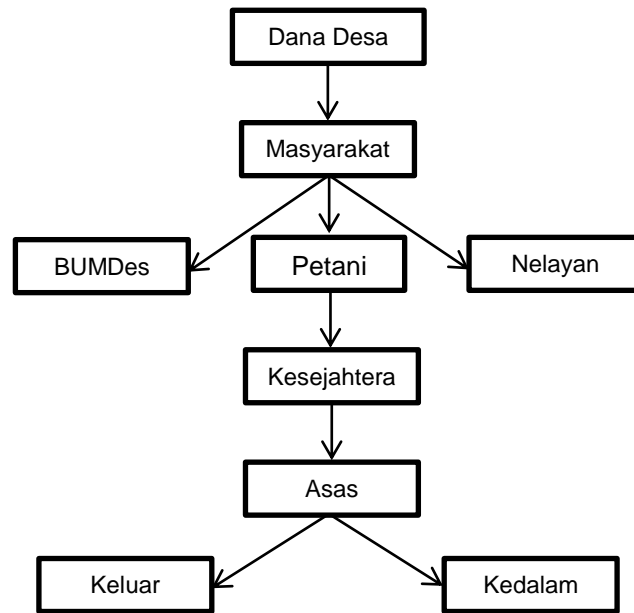 Dana Desa
Masyarakat
BUMDes
Petani
Nelayan
Kesejahtera
Asas
Keluar
Kedalam